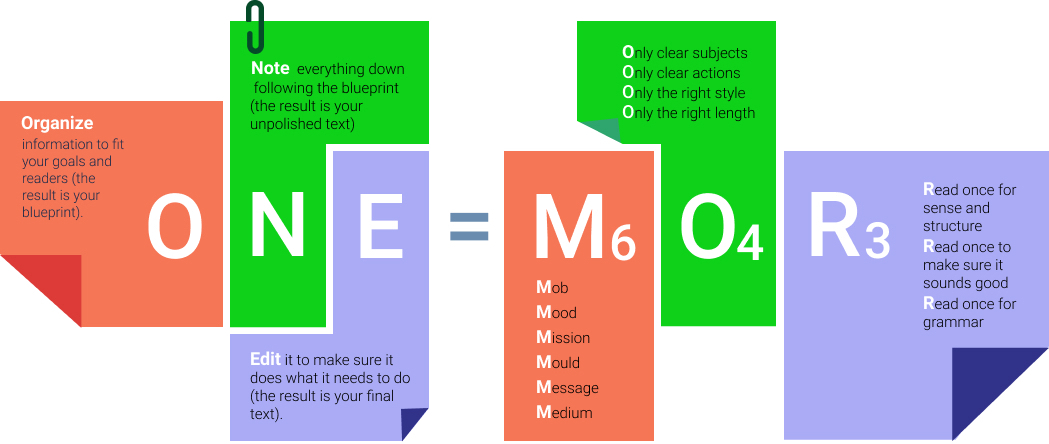 Organize
information to fit
your goals and
readers (the
result is your
blueprint).
Note everything down
following the blueprint
(the result is your
unpolished text)
O N E = M6 O4 R3
Edit it to make sure it
does what it needs to do
(the result is your final
text).
Mob
Mood
Mission
Mould
Message
Medium
Only clear subjects
Only clear actions
Only the right style
Only the right length
Read once for
sense and
structure
Read once to
make sure it
sounds good
Read once for
grammar